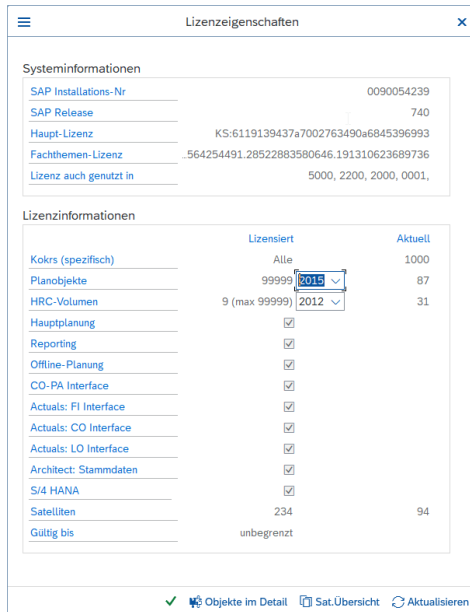 Lizenzeigenschaften
Systeminformationen
SAP Installations-Nr 0090054239
SAP Release 740
Haupt-Lizenz KS:6119139437a7002763490a6845396993
Fachthemen-Lizenz .564254491.28522883580646.191310623689736
Lizenz auch genutzt in 5000, 2200, 2000, 0001,
Lizenzinformationen
Lizensiert Aktuell
Kokrs (spezifisch) Alle 1000
Planobjekte 99999 2015 87
HRC-Volumen 9 (max 99999) 2012 31
Hauptplanung
Reporting
Offline-Planung
CO-PA Interface
Actuals: FI Interface
Actuals: CO Interface
Actuals: LO Interface
Architect: Stammdaten
S/4 HANA
Satelliten 234 94
Gültig bis unbegrenzt
Objekte im Detail Sat.Übersicht Aktualisieren